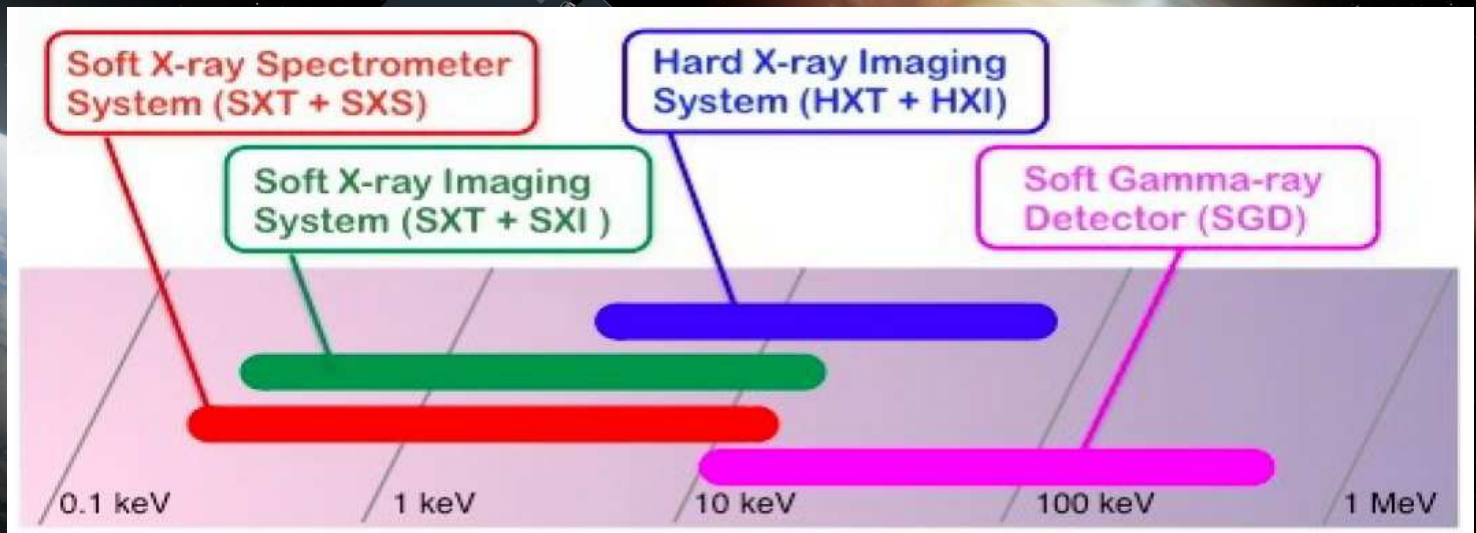 Soft X-ray Spectrometer
System (SXT + SXS)
Hard X-ray Imaging
System (HXT + HXI)
Soft X-ray Imaging
System (SXT + SXI )
Soft Gamma-ray
Detector (SGD)
0.1 keV
1 keV
10 keV
100 keV
1 MeV